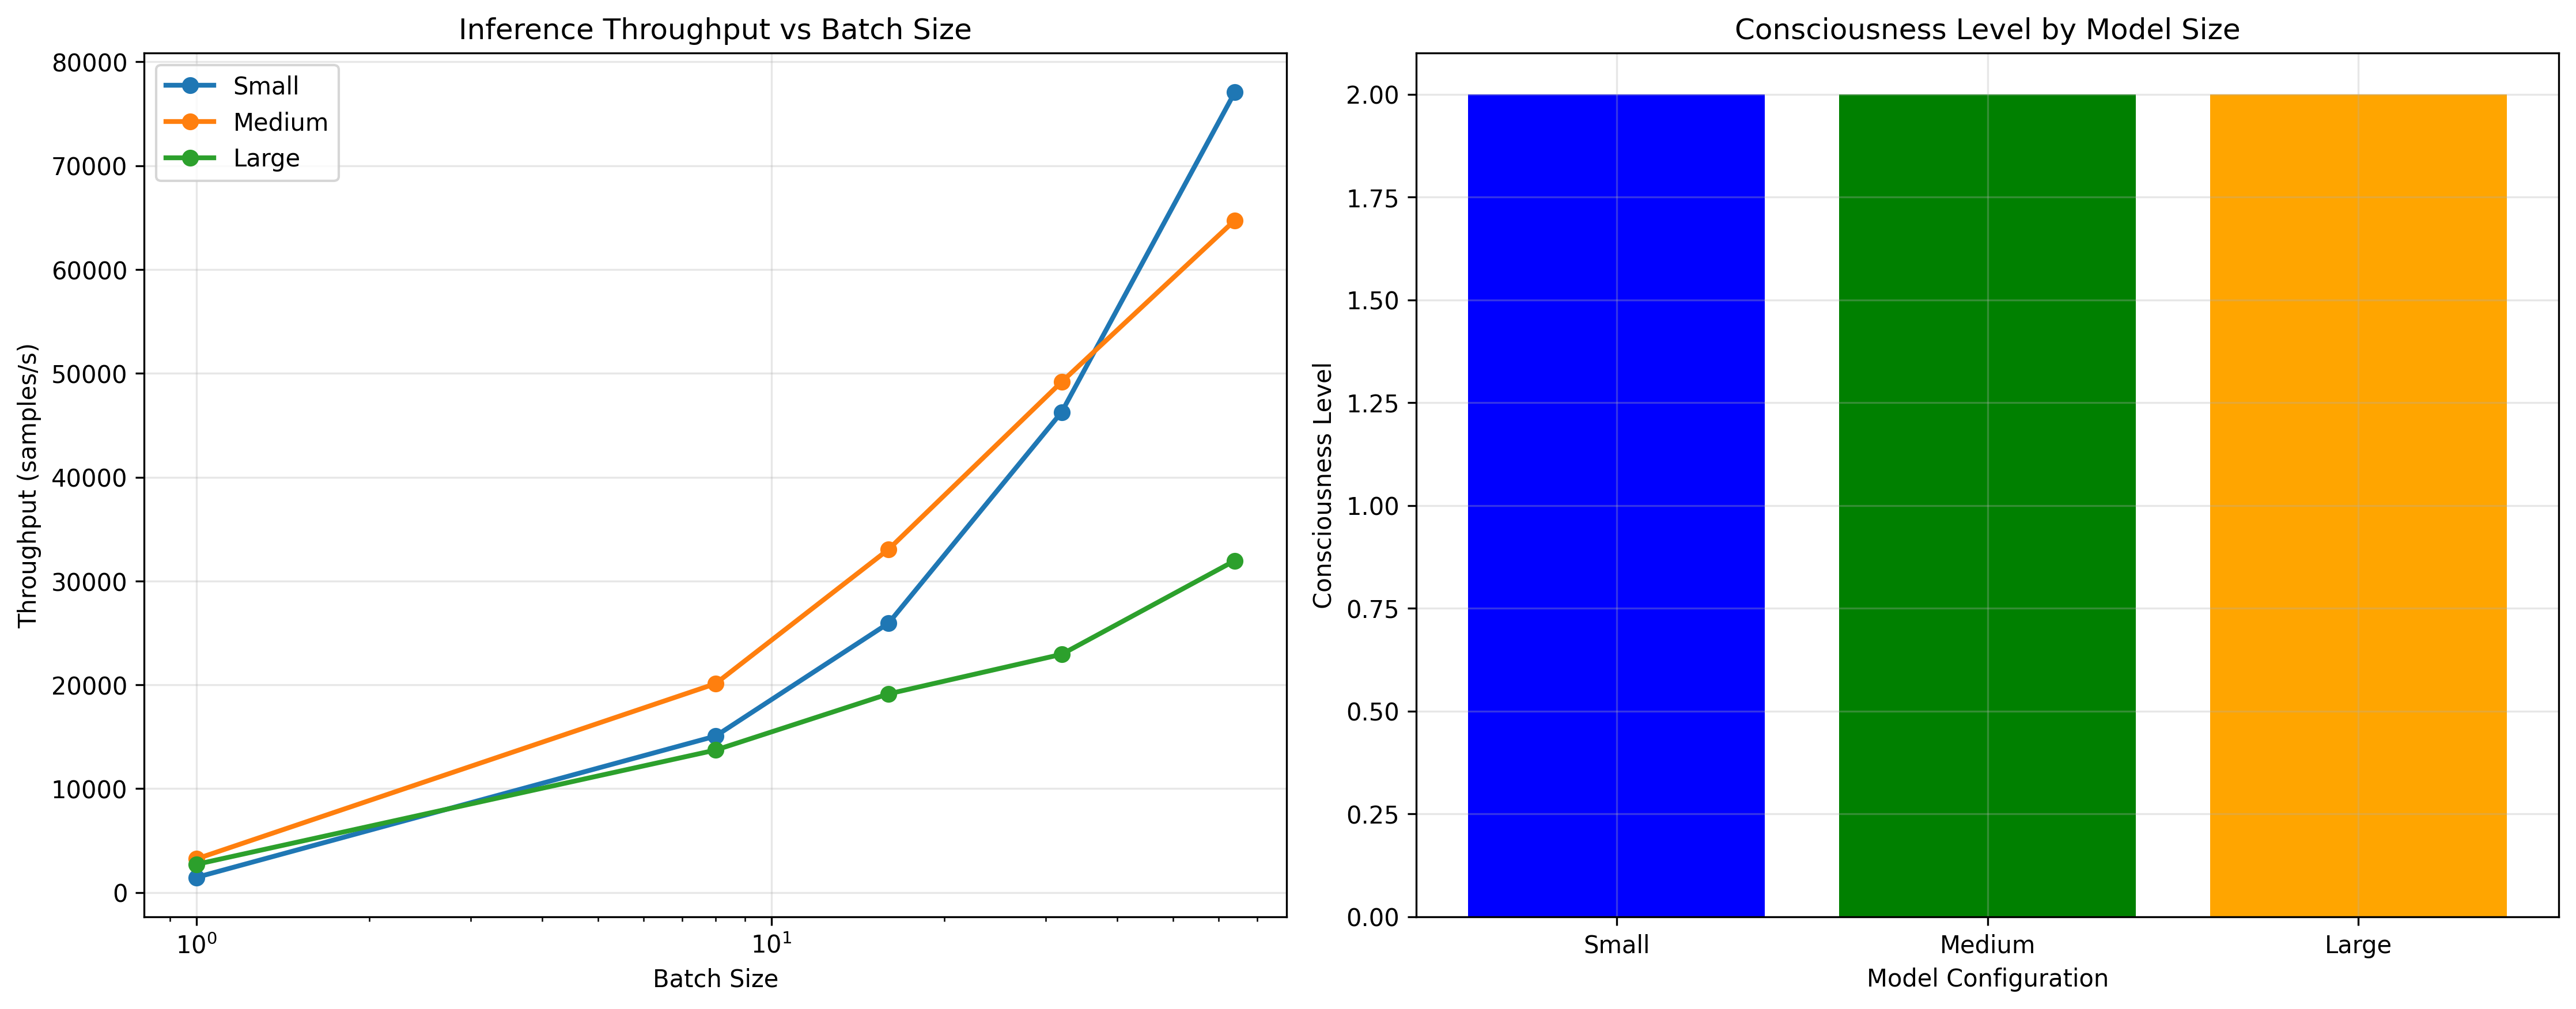 Inference Throughput vs Batch Size
80000
70000
60000
50000
40000
30000
20000
10000
0
Throughput (samples/s)
Small
Medium
Large
10⁰
10¹
Batch Size
Consciousness Level by Model Size
2.00
1.75
1.50
1.25
1.00
0.75
0.50
0.25
0.00
Consciousness Level
Small
Medium
Large
Model Configuration